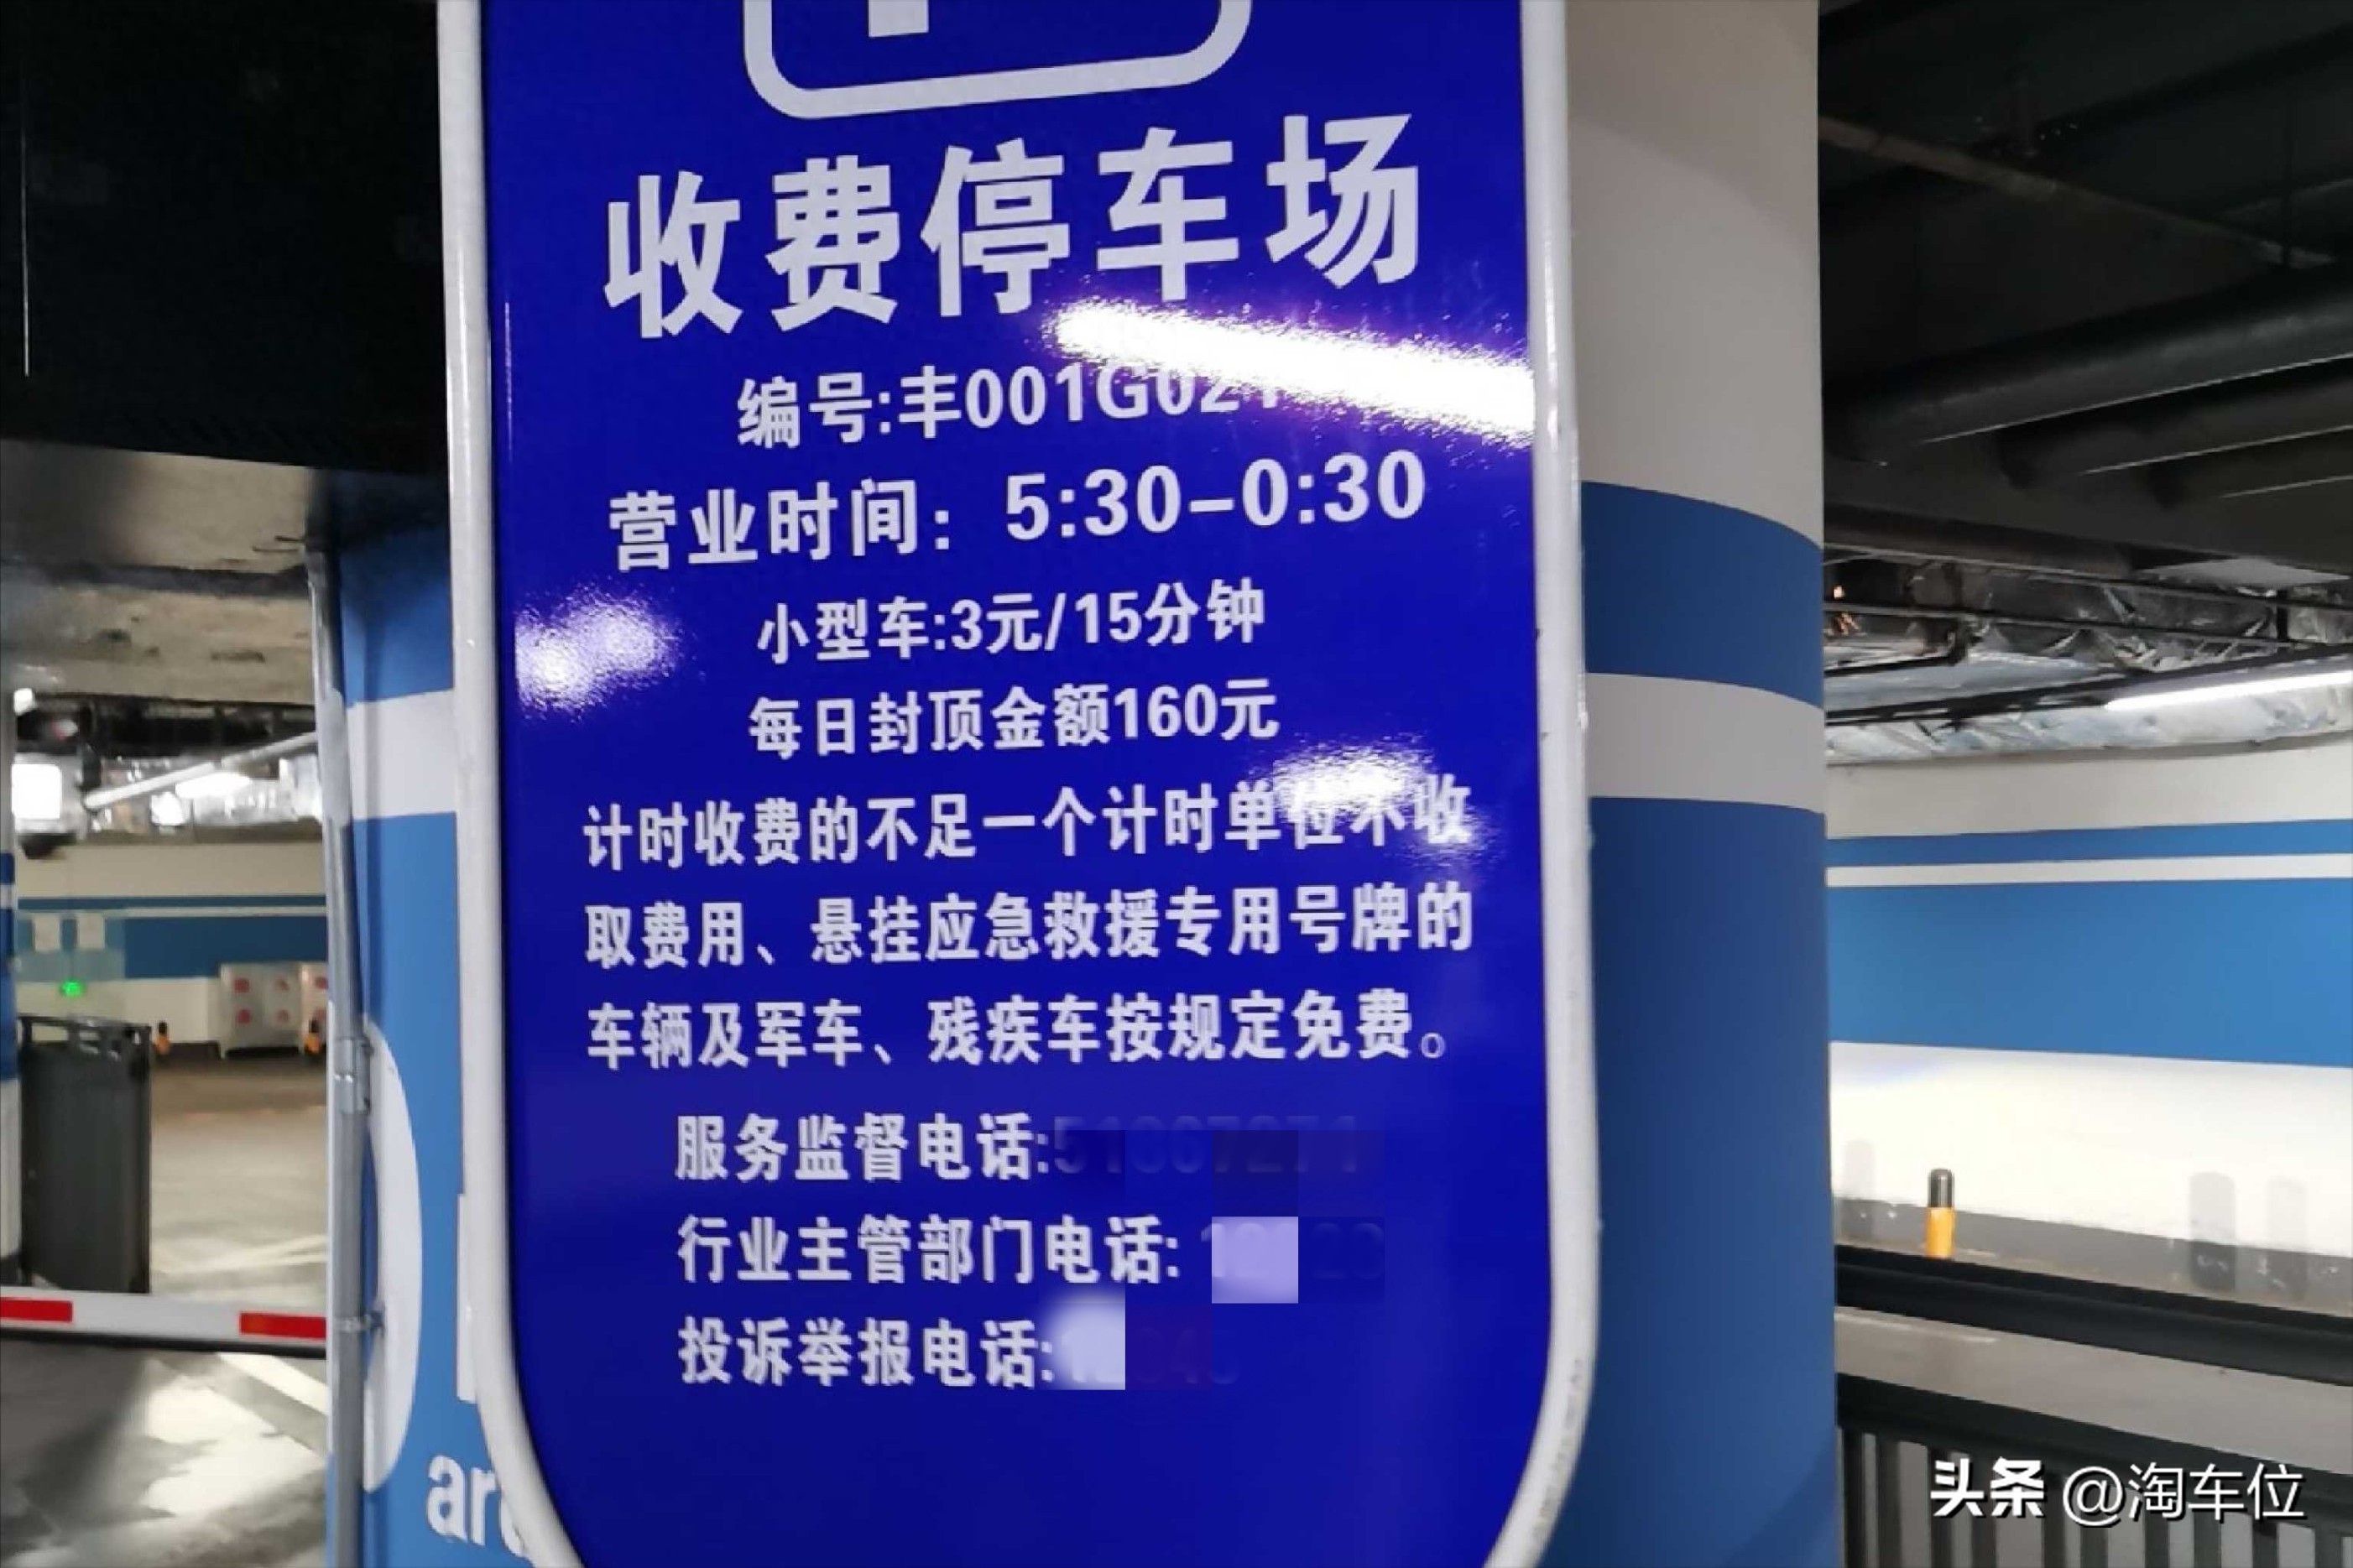 收费停车场
编号:丰001G021
营业时间：5:30-0:30
小型车:3元/15分钟
每日封顶金额160元
计时收费的不足一个计时单位不收
取费用、悬挂应急救援专用号牌的
车辆及军车、残疾车按规定免费。
服务监督电话:
行业主管部门电话:
投诉举报电话:
头条 @淘车位